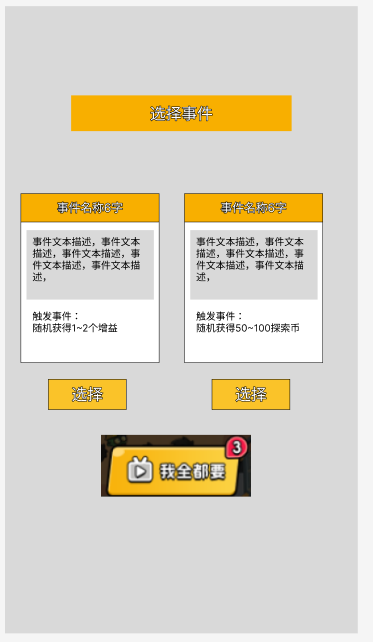 选择事件
事件名称6字
事件文本描述，事件文本
描述，事件文本描述，事
件文本描述，事件文本描
述，
触发事件：
随机获得1~2个增益
选择
事件名称6字
事件文本描述，事件文本
描述，事件文本描述，事
件文本描述，事件文本描
述，
触发事件：
随机获得50~100探索币
选择
3
我全都要